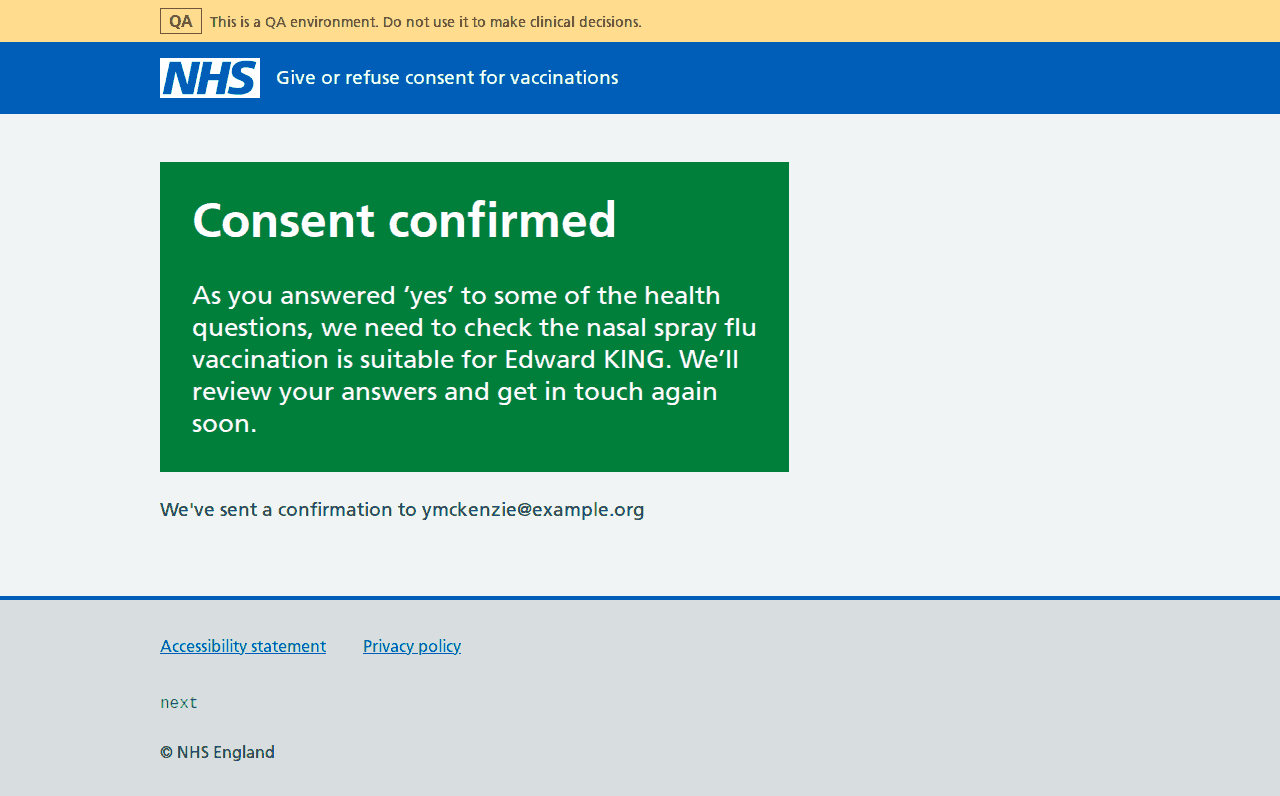 QA This is a QA environment. Do not use it to make clinical decisions.
NHS Give or refuse consent for vaccinations
Consent confirmed
As you answered ‘yes’ to some of the health
questions, we need to check the nasal spray flu
vaccination is suitable for Edward KING. We’ll
review your answers and get in touch again
soon.
We've sent a confirmation to ymckenzie@example.org
Accessibility statement Privacy policy
next
© NHS England